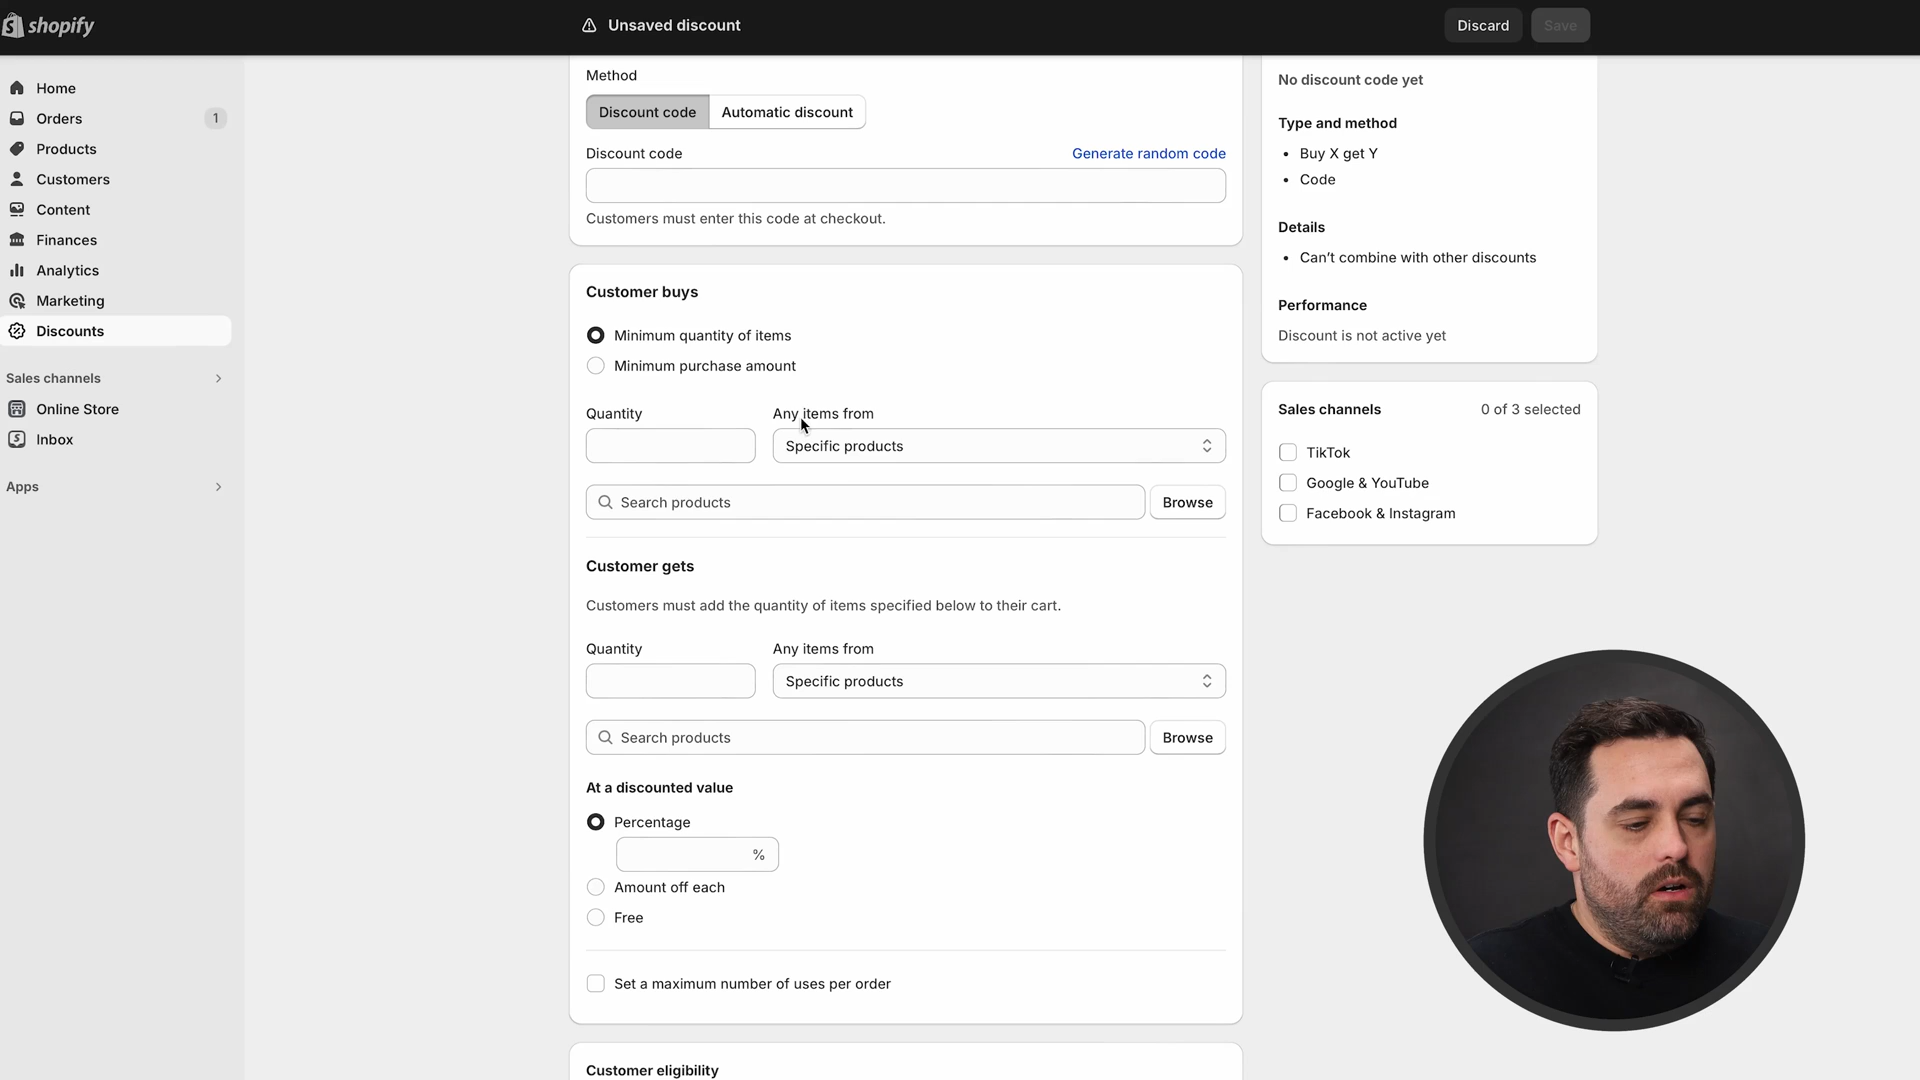 shopify
Unsaved discount
Discard
Save
Home
Orders
1
Products
Customers
Content
Finances
Analytics
Marketing
Discounts
Sales channels
Online Store
Inbox
Apps
Method
Discount code
Automatic discount
Discount code
Generate random code
Customers must enter this code at checkout.
Customer buys
Minimum quantity of items
Minimum purchase amount
Quantity
Any items from
Specific products
Search products
Browse
Customer gets
Customers must add the quantity of items specified below to their cart.
Quantity
Any items from
Specific products
Search products
Browse
At a discounted value
Percentage
%
Amount off each
Free
Set a maximum number of uses per order
Customer eligibility
No discount code yet
Type and method
• Buy X get Y
• Code
Details
• Can’t combine with other discounts
Performance
Discount is not active yet
Sales channels
0 of 3 selected
TikTok
Google & YouTube
Facebook & Instagram